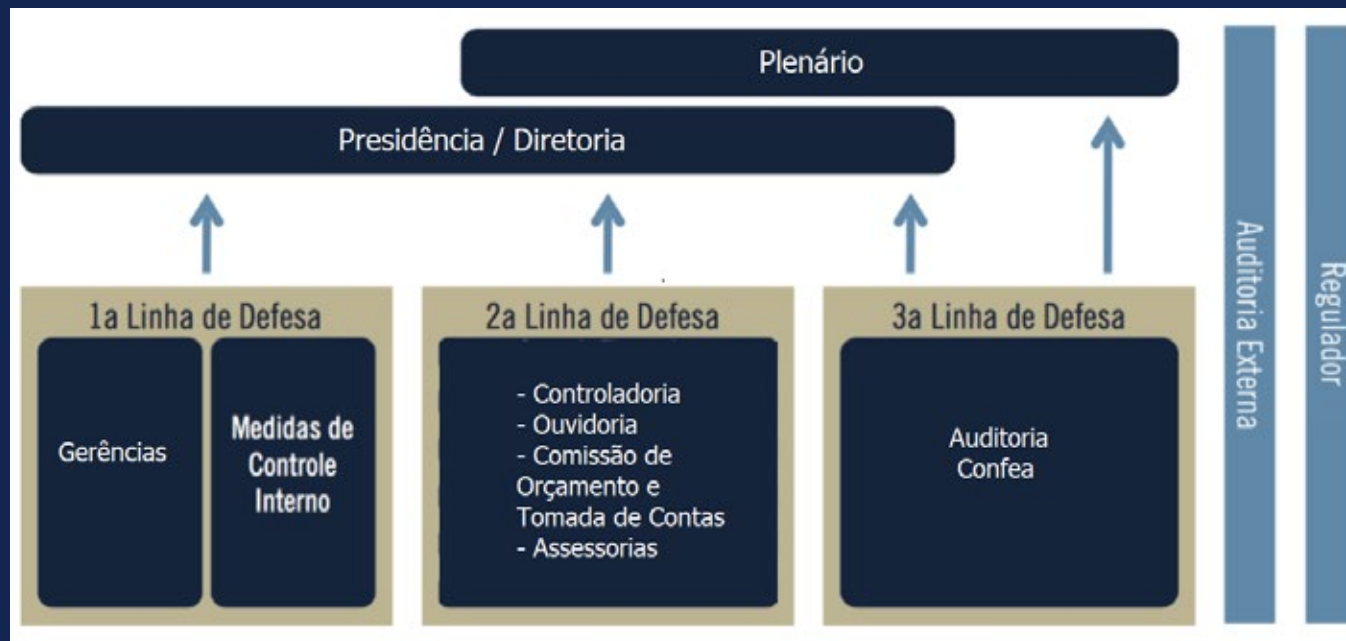 Plenário
Presidência / Diretoria
1a Linha de Defesa
Gerências
Medidas de
Controle
Interno
2a Linha de Defesa
- Controladoria
- Ouvidoria
- Comissão de
Orçamento e
Tomada de Contas
- Assessorias
3a Linha de Defesa
Auditoria
Confea
Auditoria Externa
Regulador